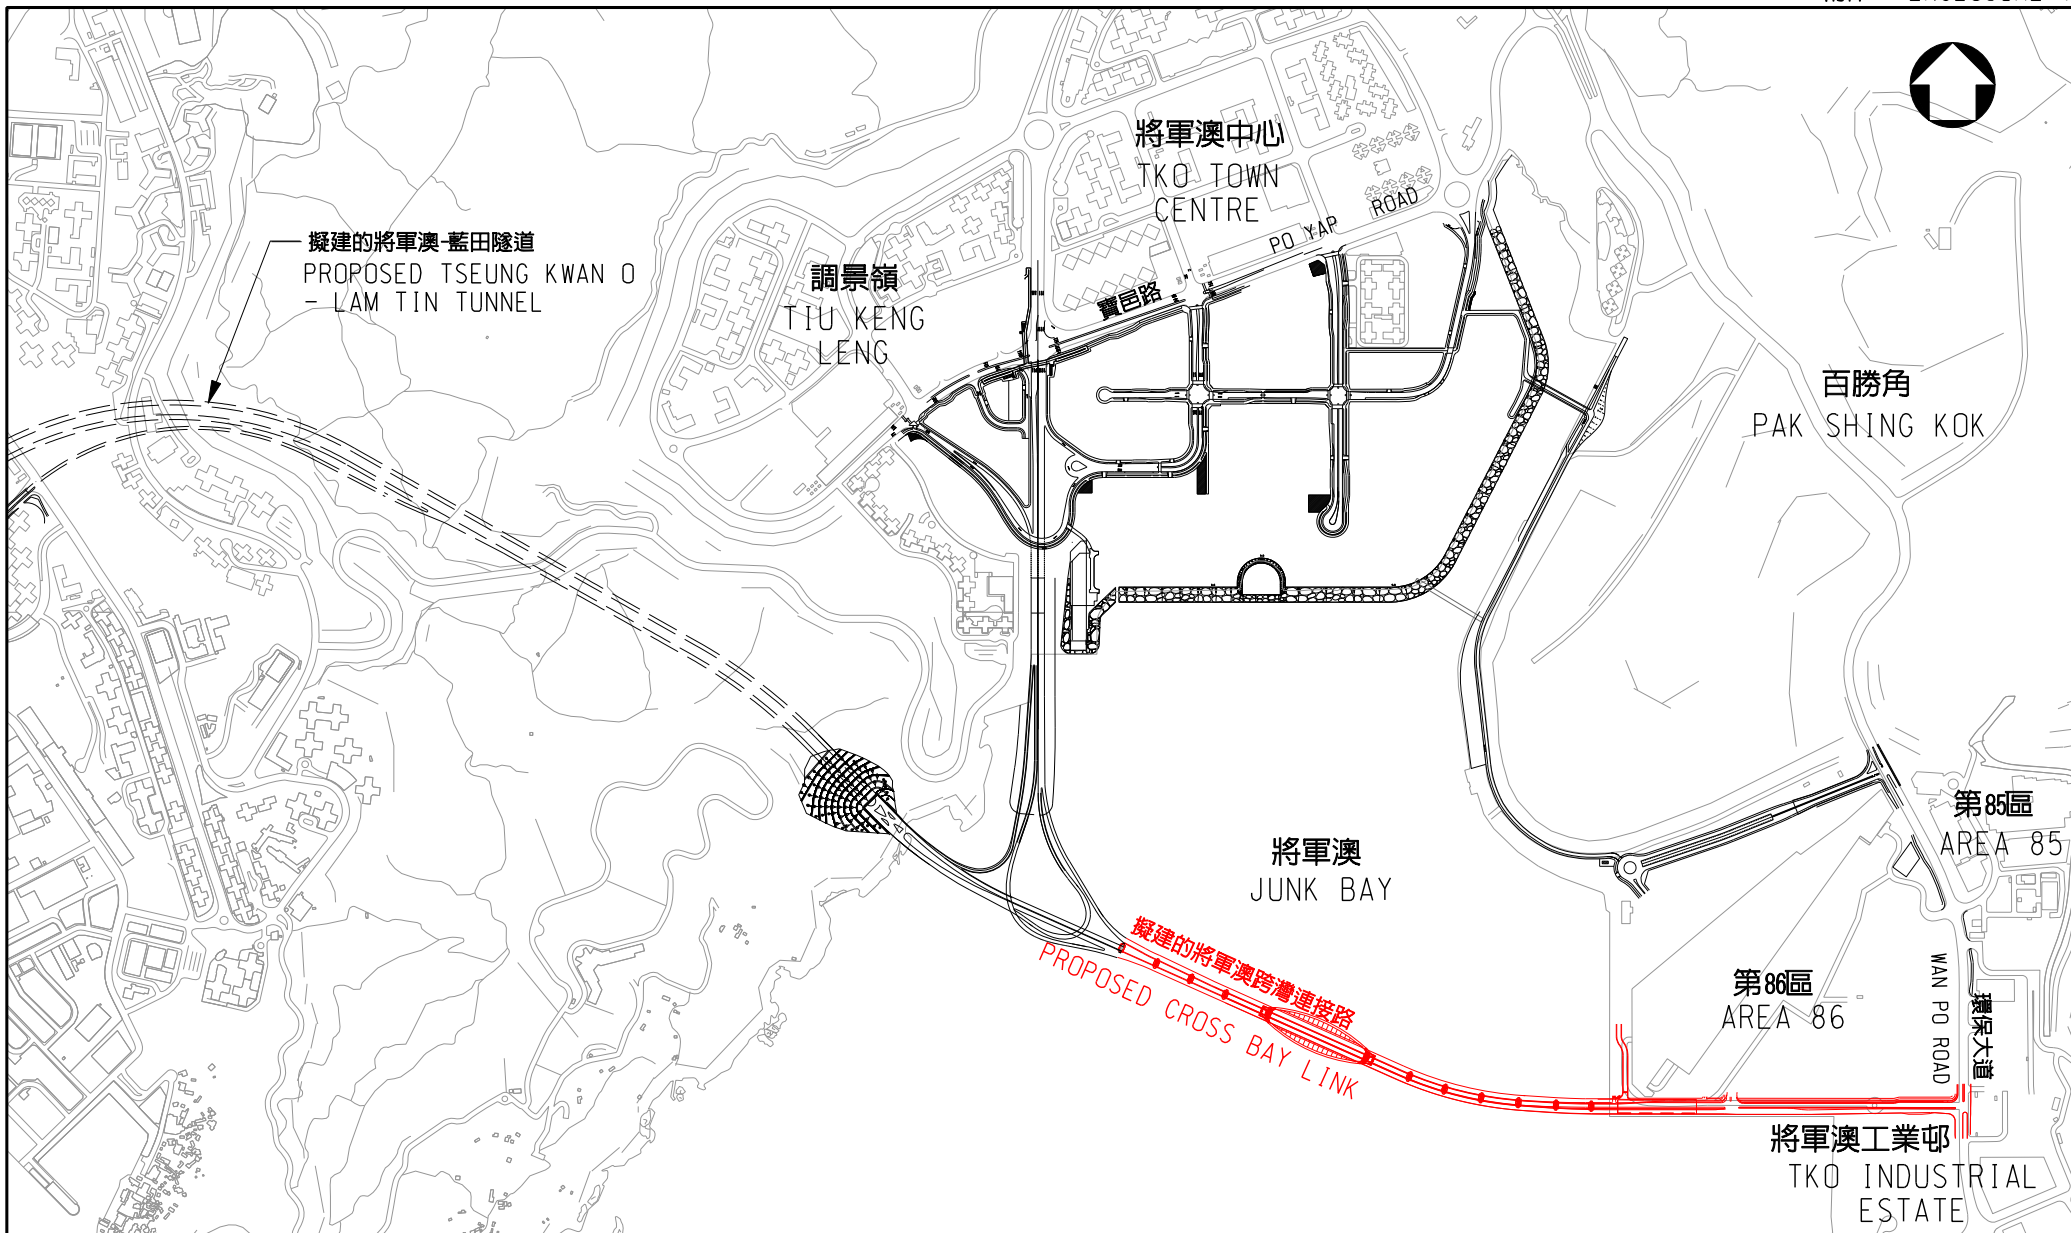 將軍澳中心
TKO TOWN
CENTRE
PO YAP ROAD
寶邑路
擬建的將軍澳-藍田隧道
PROPOSED TSEUNG KWAN O
- LAM TIN TUNNEL
調景嶺
TIU KENG
LENG
百勝角
PAK SHING KOK
第85區
AREA 85
將軍澳
JUNK BAY
擬建的將軍澳跨灣連接路
PROPOSED CROSS BAY LINK
第86區
AREA 86
WAN PO ROAD
環保大道
將軍澳工業邨
TKO INDUSTRIAL
ESTATE